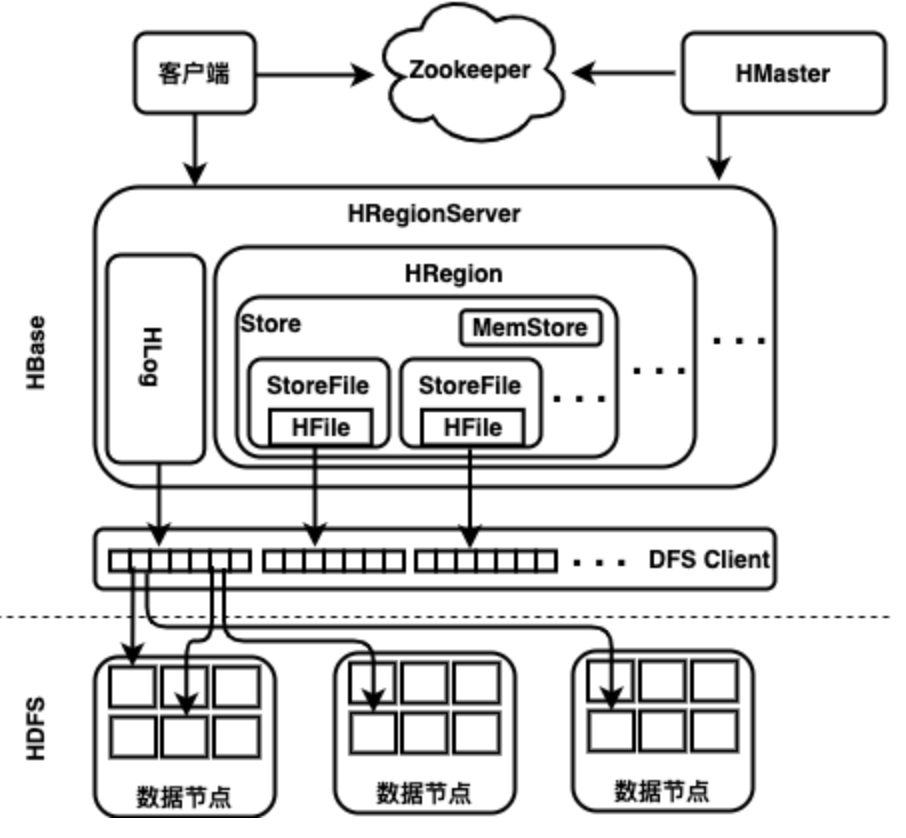 客户端
Zookeeper
HMaster
HRegionServer
HBase
HLog
HRegion
Store
MemStore
StoreFile
HFile
StoreFile
HFile
. . .
. . .
. . .
. . . DFS Client
HDFS
数据节点
数据节点
数据节点